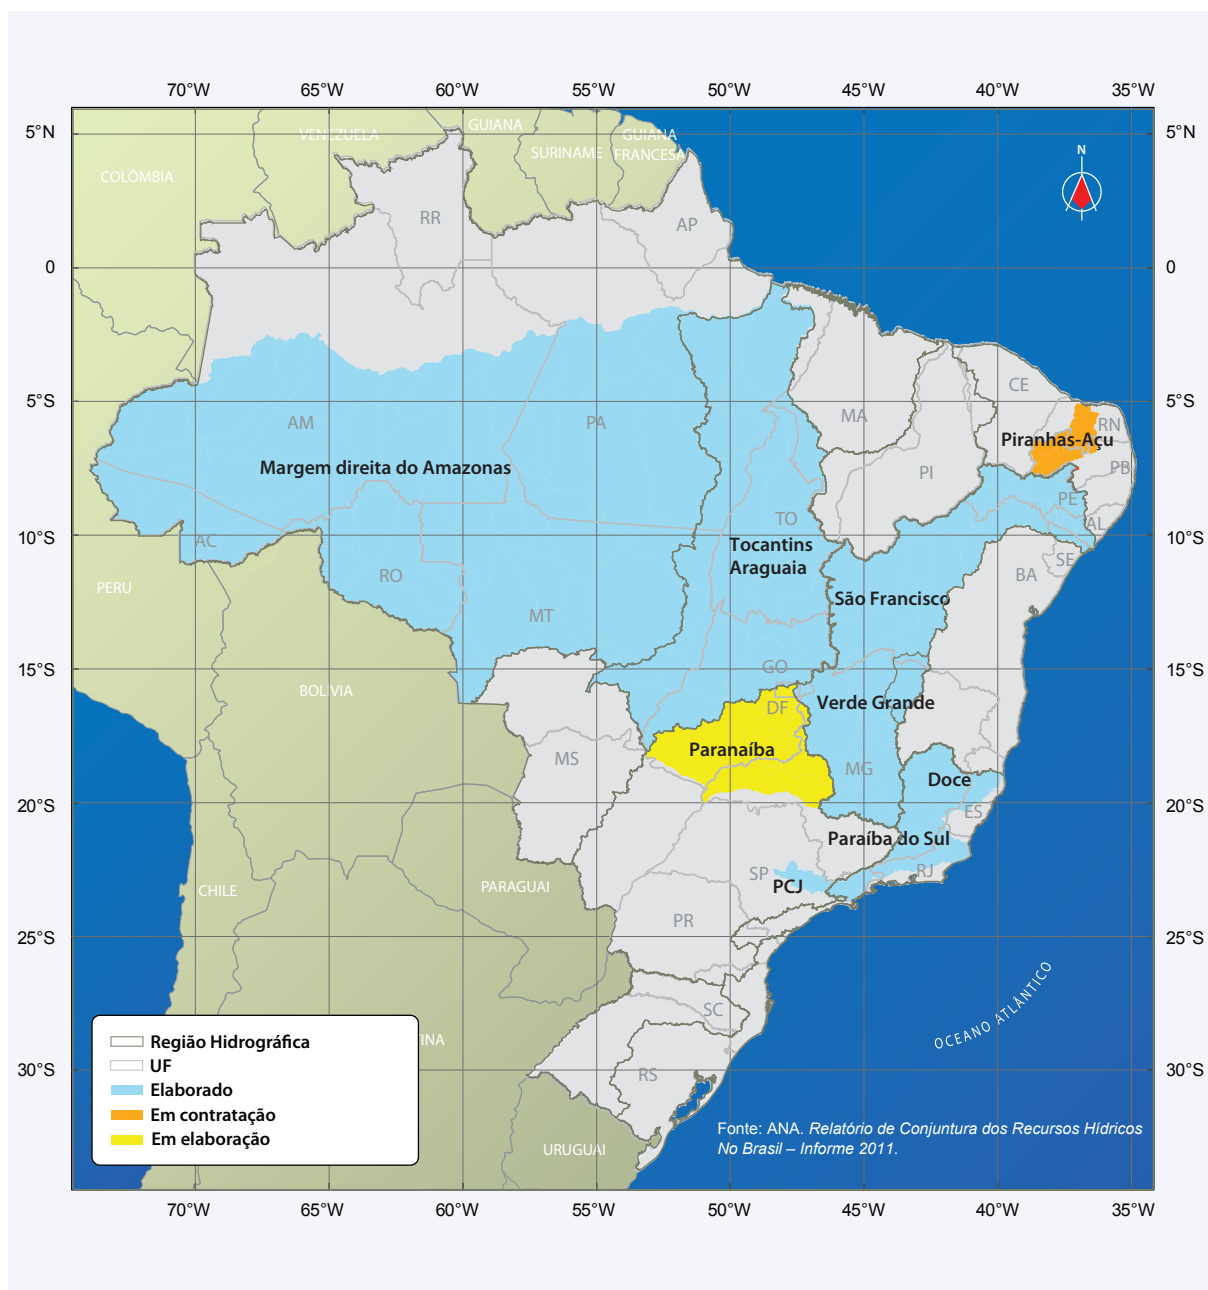 70°W 65°W 60°W 55°W 50°W 45°W 40°W 35°W
5°N
5°N
VENEZUELA
GUIANA
SURINAME
GUIANA
FRANCESA
COLÔMBIA
N
RR
AP
0
0
5°S
5°S
CE
AM
PA
MA
RN
Piranhas-Açu
Margem direita do Amazonas
PI
PB
PE
TO
AL
10°S
10°S
AC
Tocantins
Araguaia
SE
RO
BA
PERU
São Francisco
MT
15°S
15°S
GO
BOLIVIA
DF
Verde Grande
Paranaíba
MS
MG
Doce
20°S
20°S
ES
Paraíba do Sul
SP
RJ
CHILE
PARAGUAI
PCJ
PR
25°S
25°S
OCEANO ATLÂNTICO
SC
Região Hidrográfica
TINA
UF
30°S
30°S
RS
Elaborado
Em contratação
Em elaboração
Fonte: ANA. Relatório de Conjuntura dos Recursos Hídricos
No Brasil – Informe 2011.
URUGUAI
70°W 65°W 60°W 55°W 50°W 45°W 40°W 35°W